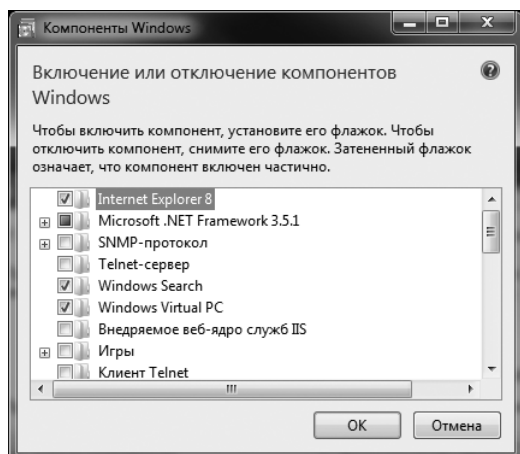 Компоненты Windows
Включение или отключение компонентов
Windows
Чтобы включить компонент, установите его флажок. Чтобы
отключить компонент, снимите его флажок. Затененный флажок
означает, что компонент включен частично.
Internet Explorer 8
Microsoft .NET Framework 3.5.1
SNMP-протокол
Telnet-сервер
Windows Search
Windows Virtual PC
Внедряемое веб-ядро служб IIS
Игры
Клиент Telnet
ОК Отмена